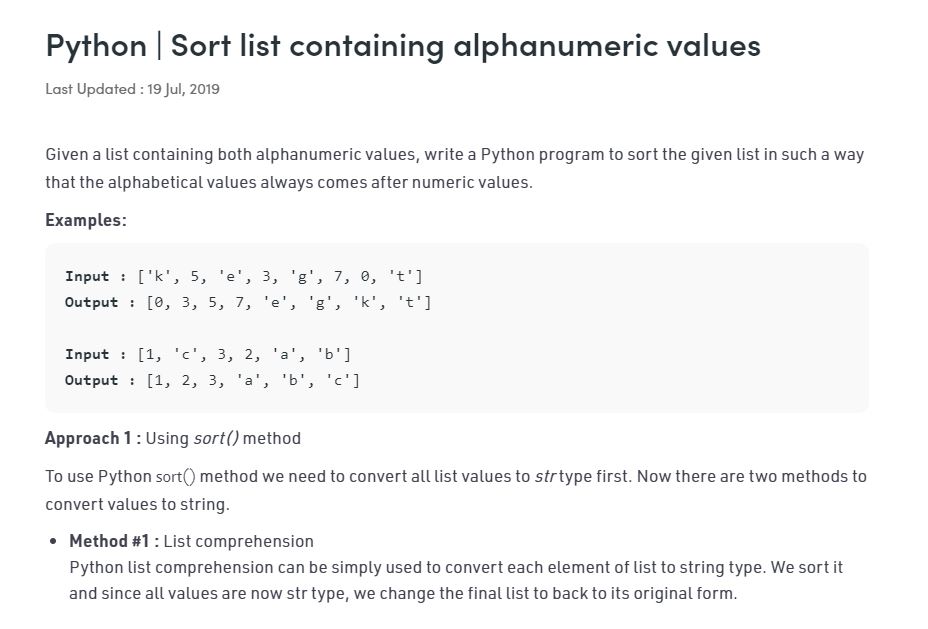 Python | Sort list containing alphanumeric values
Last Updated : 19 Jul, 2019
Given a list containing both alphanumeric values, write a Python program to sort the given list in such a way
that the alphabetical values always comes after numeric values.
Examples:
Input : ['k', 5, 'e', 3, 'g', 7, 0, 't']
Output : [0, 3, 5, 7, 'e', 'g', 'k', 't']
Input : [1, 'c', 3, 2, 'a', 'b']
Output : [1, 2, 3, 'a', 'b', 'c']
Approach 1 : Using sort() method
To use Python sort() method we need to convert all list values to str type first. Now there are two methods to
convert values to string.
• Method #1 : List comprehension
Python list comprehension can be simply used to convert each element of list to string type. We sort it
and since all values are now str type, we change the final list to back to its original form.